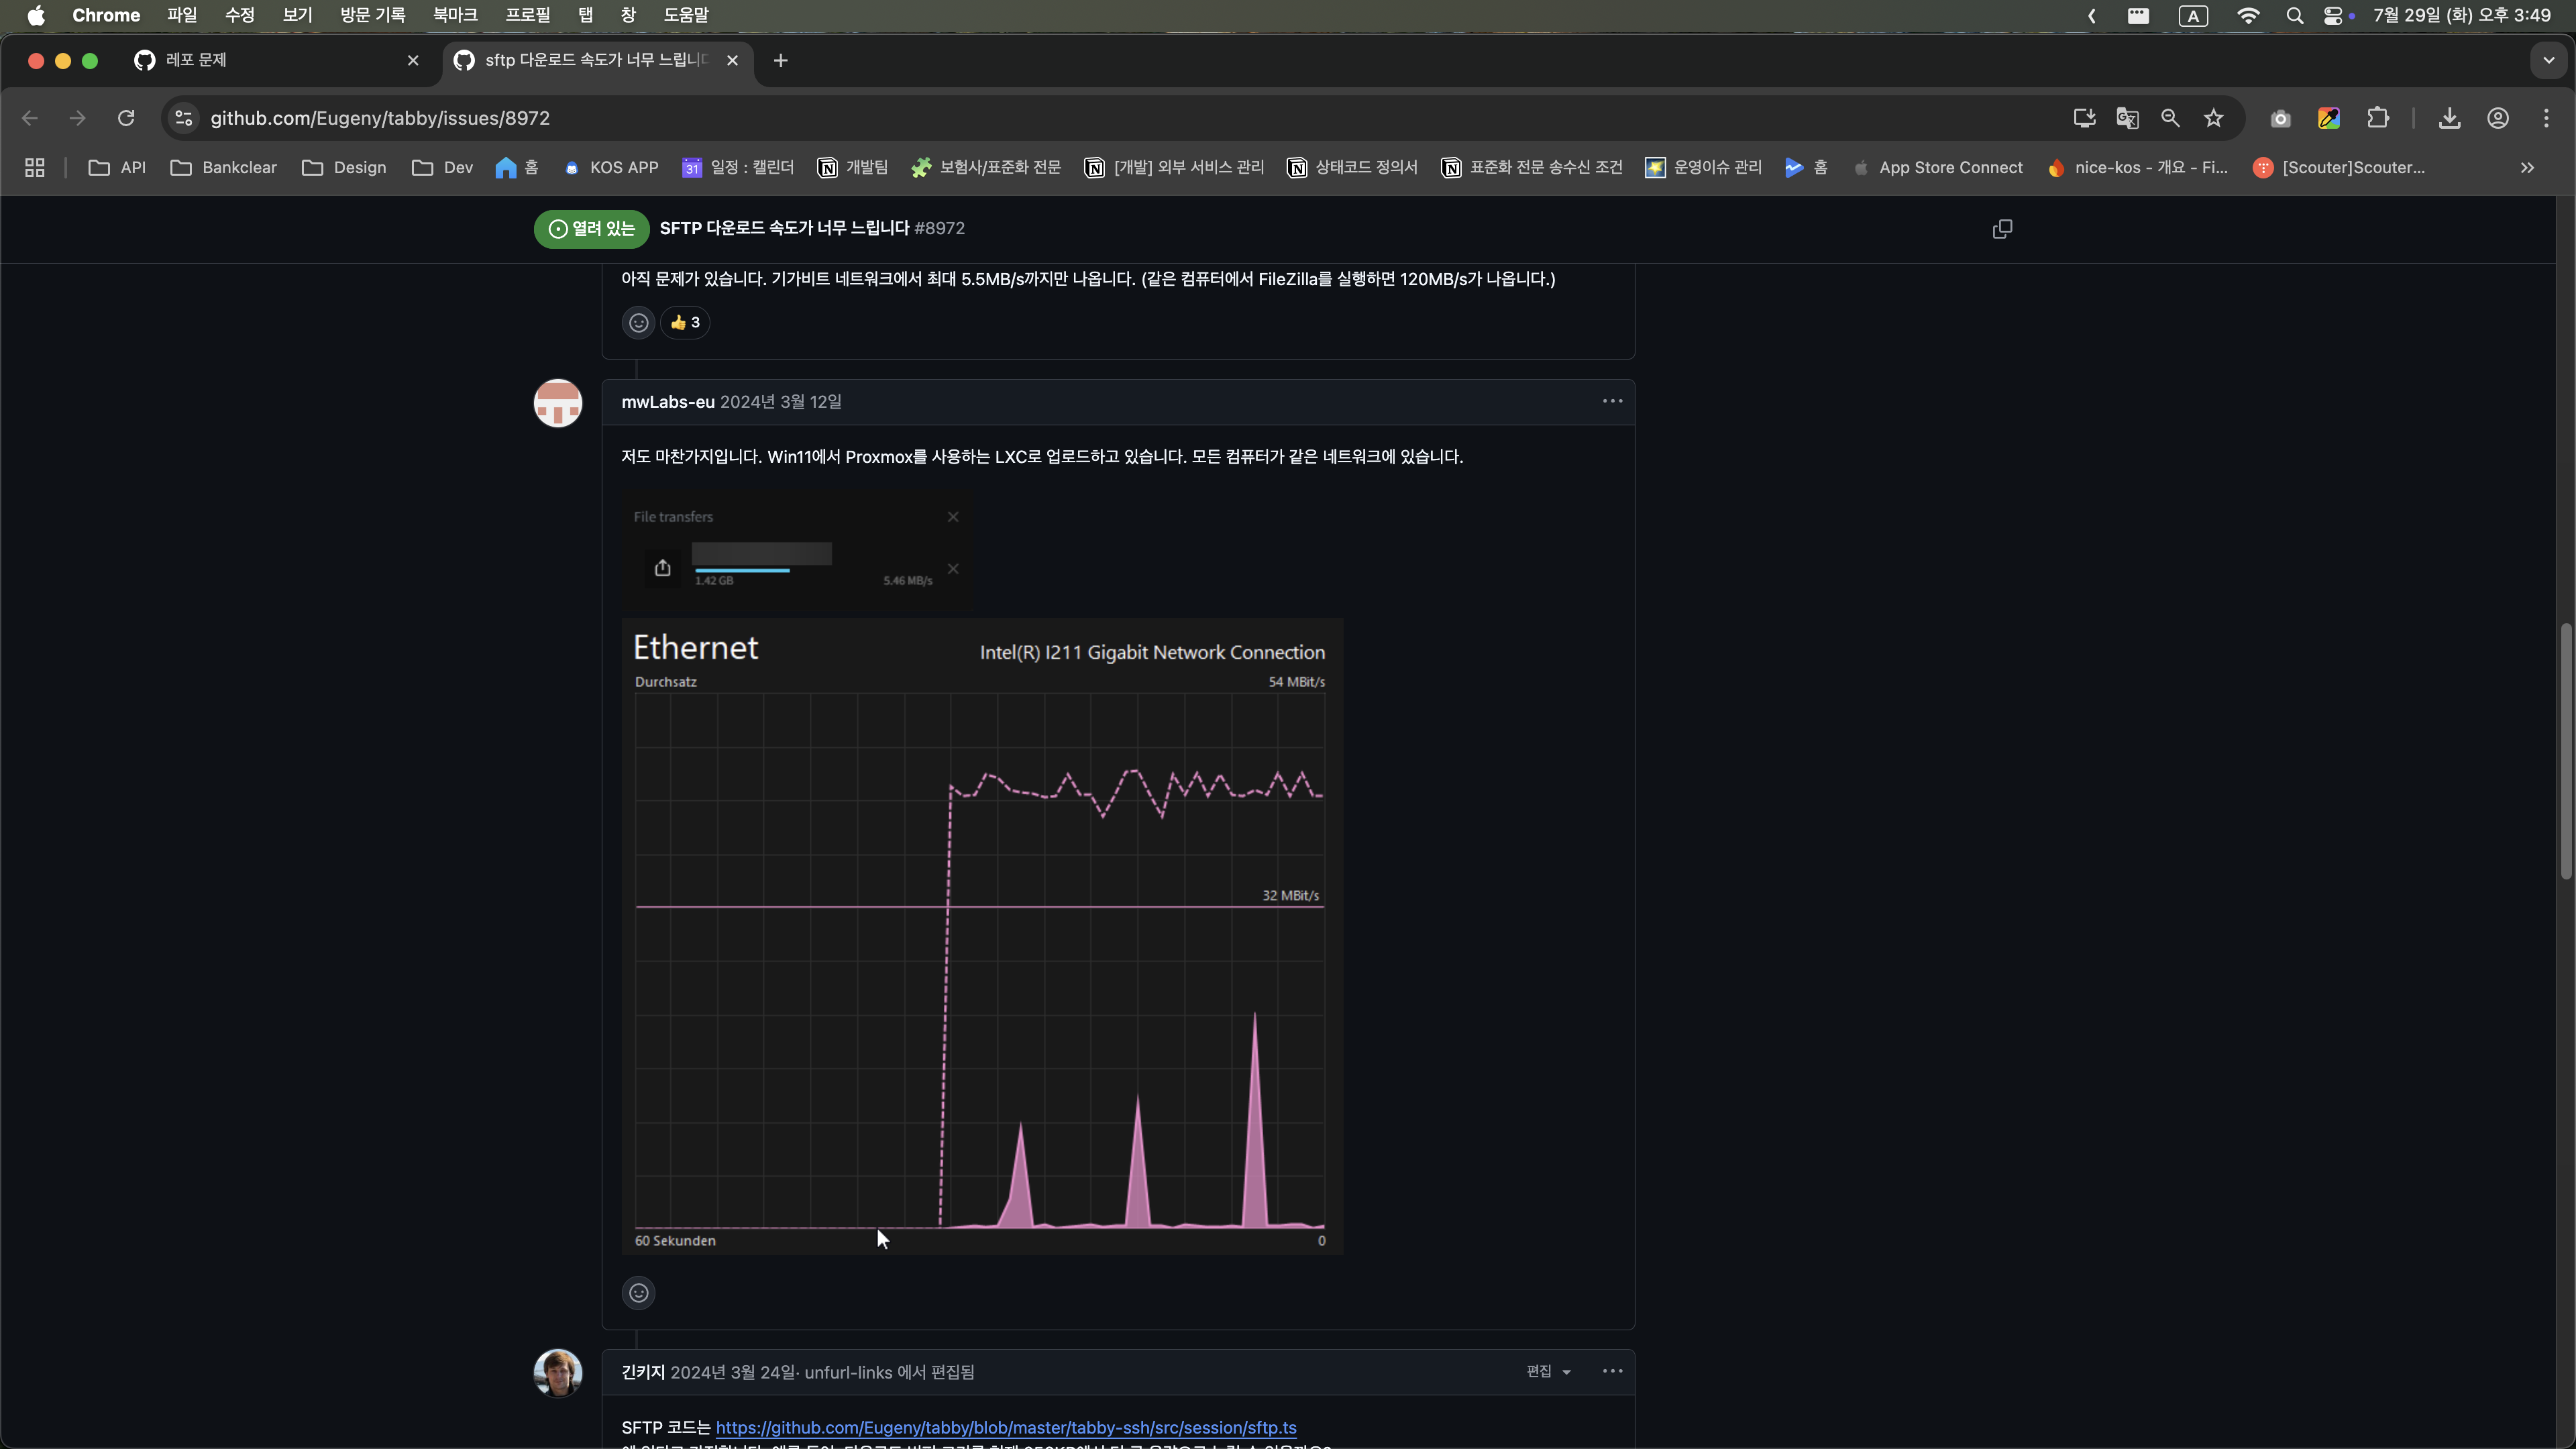 Chrome 파일 수정 보기 방문 기록 북마크 프로필 탭 창 도움말 A 7월 29일 (화) 오후 3:49
레포 문제 sftp 다운로드 속도가 너무 느립니다
github.com/Eugeny/tabby/issues/8972
API Bankclear Design Dev 홈 KOS APP 31 일정 : 캘린더 개발팀 보험사/표준화 전문 [개발] 외부 서비스 관리 상태코드 정의서 표준화 전문 송수신 조건 운영이슈 관리 홈 App Store Connect nice-kos - 개요 - Fi... [Scouter]Scouter...
열려 있는 SFTP 다운로드 속도가 너무 느립니다 #8972
아직 문제가 있습니다. 기가비트 네트워크에서 최대 5.5MB/s까지만 나옵니다. (같은 컴퓨터에서 FileZilla를 실행하면 120MB/s가 나옵니다.)
👍 3
mwLabs-eu 2024년 3월 12일
저도 마찬가지입니다. Win11에서 Proxmox를 사용하는 LXC로 업로드하고 있습니다. 모든 컴퓨터가 같은 네트워크에 있습니다.
File transfers
1.42 GB 5.46 MB/s
Ethernet Intel(R) I211 Gigabit Network Connection
Durchsatz 54 MBit/s
32 MBit/s
60 Sekunden 0
긴키지 2024년 3월 24일· unfurl-links 에서 편집됨 편집
SFTP 코드는 https://github.com/Eugeny/tabby/blob/master/tabby-ssh/src/session/sftp.ts